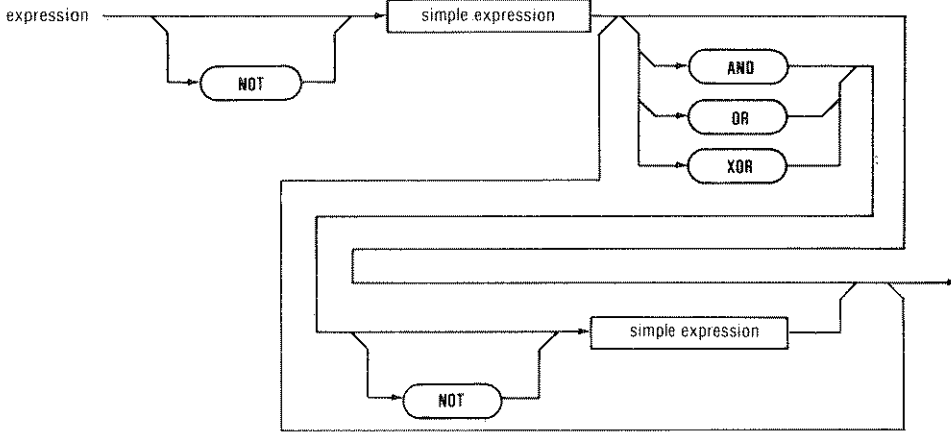 expression
simple expression
NOT
AND
OR
XOR
simple expression
NOT